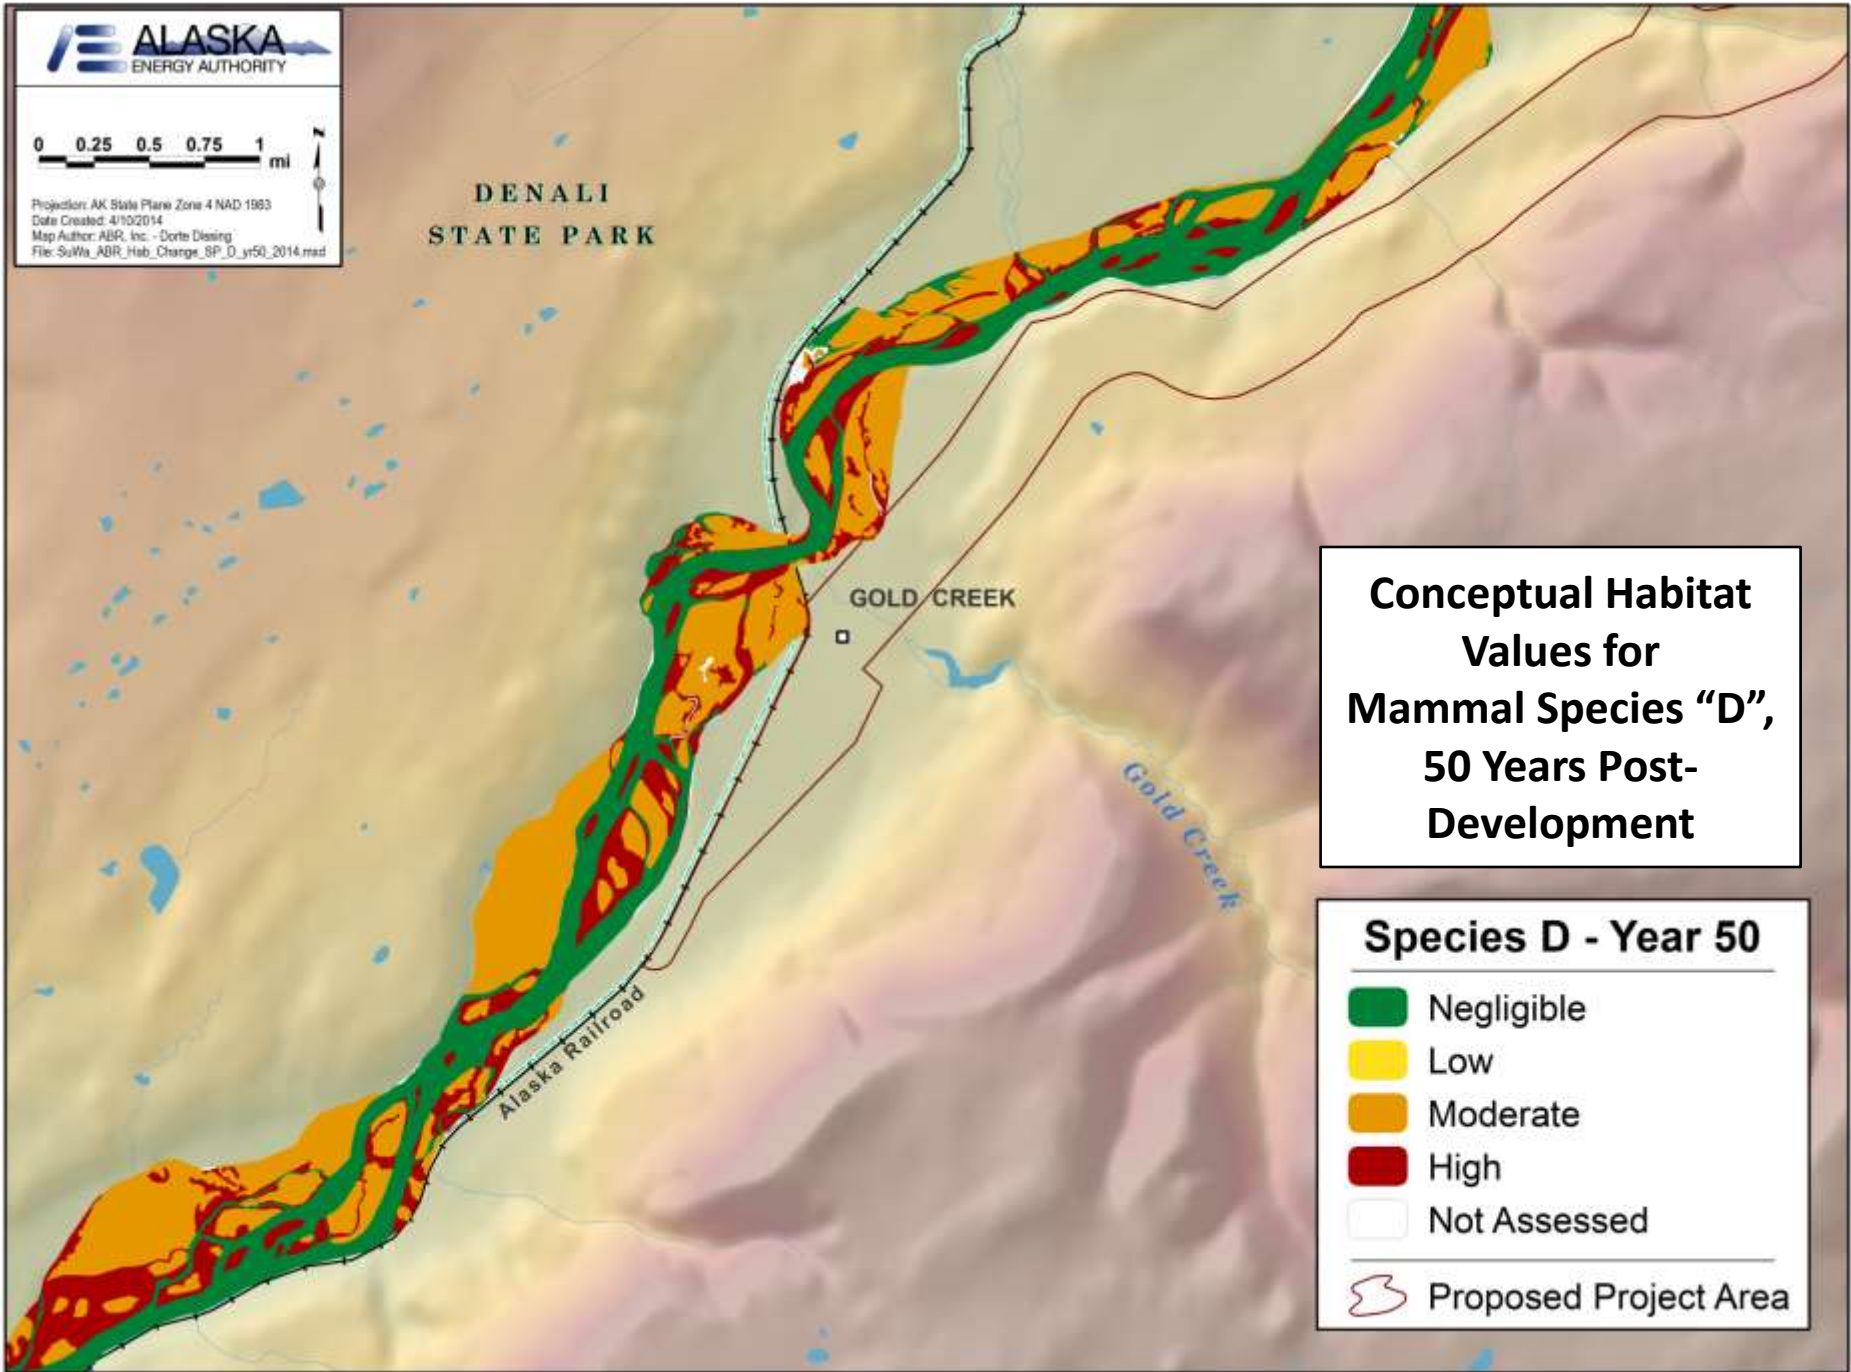 ALASKA
ENERGY AUTHORITY
0 0.25 0.5 0.75 1
mi
N
Projection: AK State Plane Zone 4 NAD 1983
Date Created: 4/10/2014
Map Author: ABR, Inc. - Dorte Dissing
File: SuWa_ABR_Hab_Change_SP_D_yr50_2014.mxd
DENALI
STATE PARK
GOLD CREEK
Gold Creek
Alaska Railroad
Conceptual Habitat
Values for
Mammal Species “D”,
50 Years Post-
Development
Species D - Year 50
Negligible
Low
Moderate
High
Not Assessed
Proposed Project Area